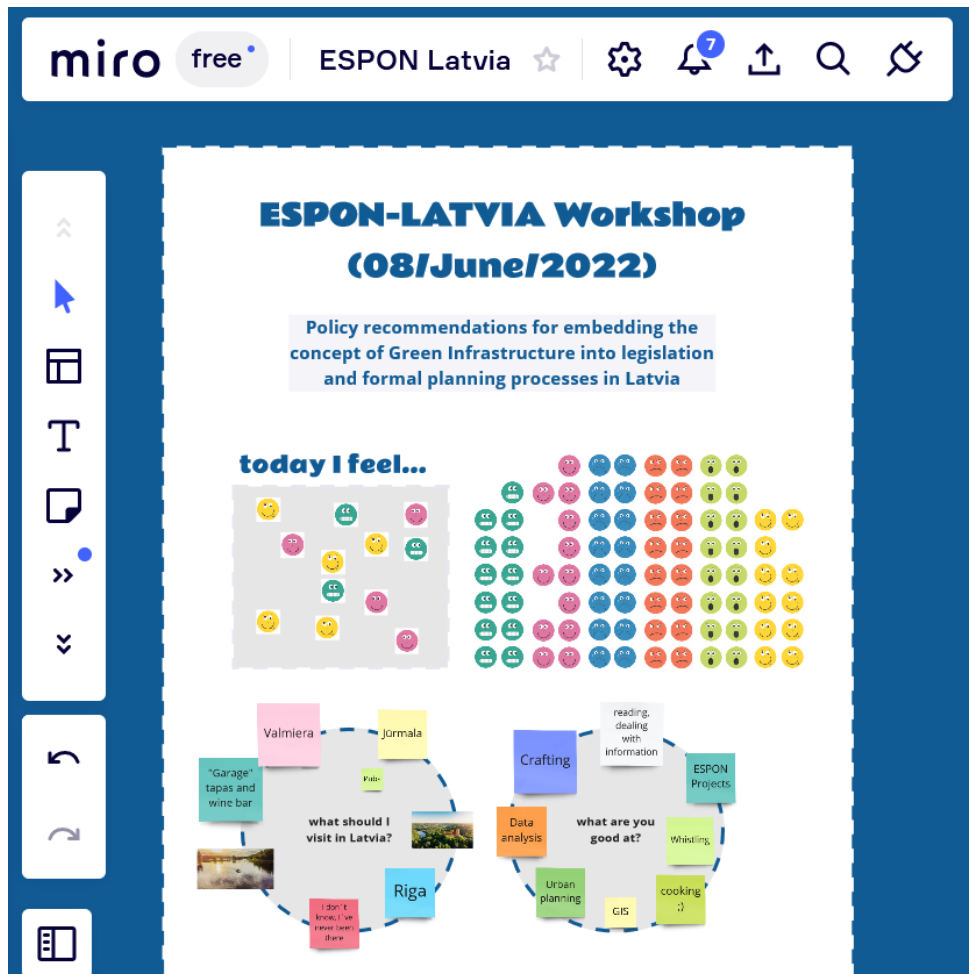 miro free ESPON Latvia 7
ESPON-LATVIA Workshop
(08/June/2022)
Policy recommendations for embedding the
concept of Green Infrastructure into legislation
and formal planning processes in Latvia
today I feel...
Valmiera
Jūrmala
"Garage"
tapas and
wine bar
Pubs
what should I
visit in Latvia?
Riga
I don't
know, I've
never been
there
reading,
dealing
with
information
Crafting
ESPON
Projects
Data
analysis
what are you
good at?
Whistling
Urban
planning
GIS
cooking
;)